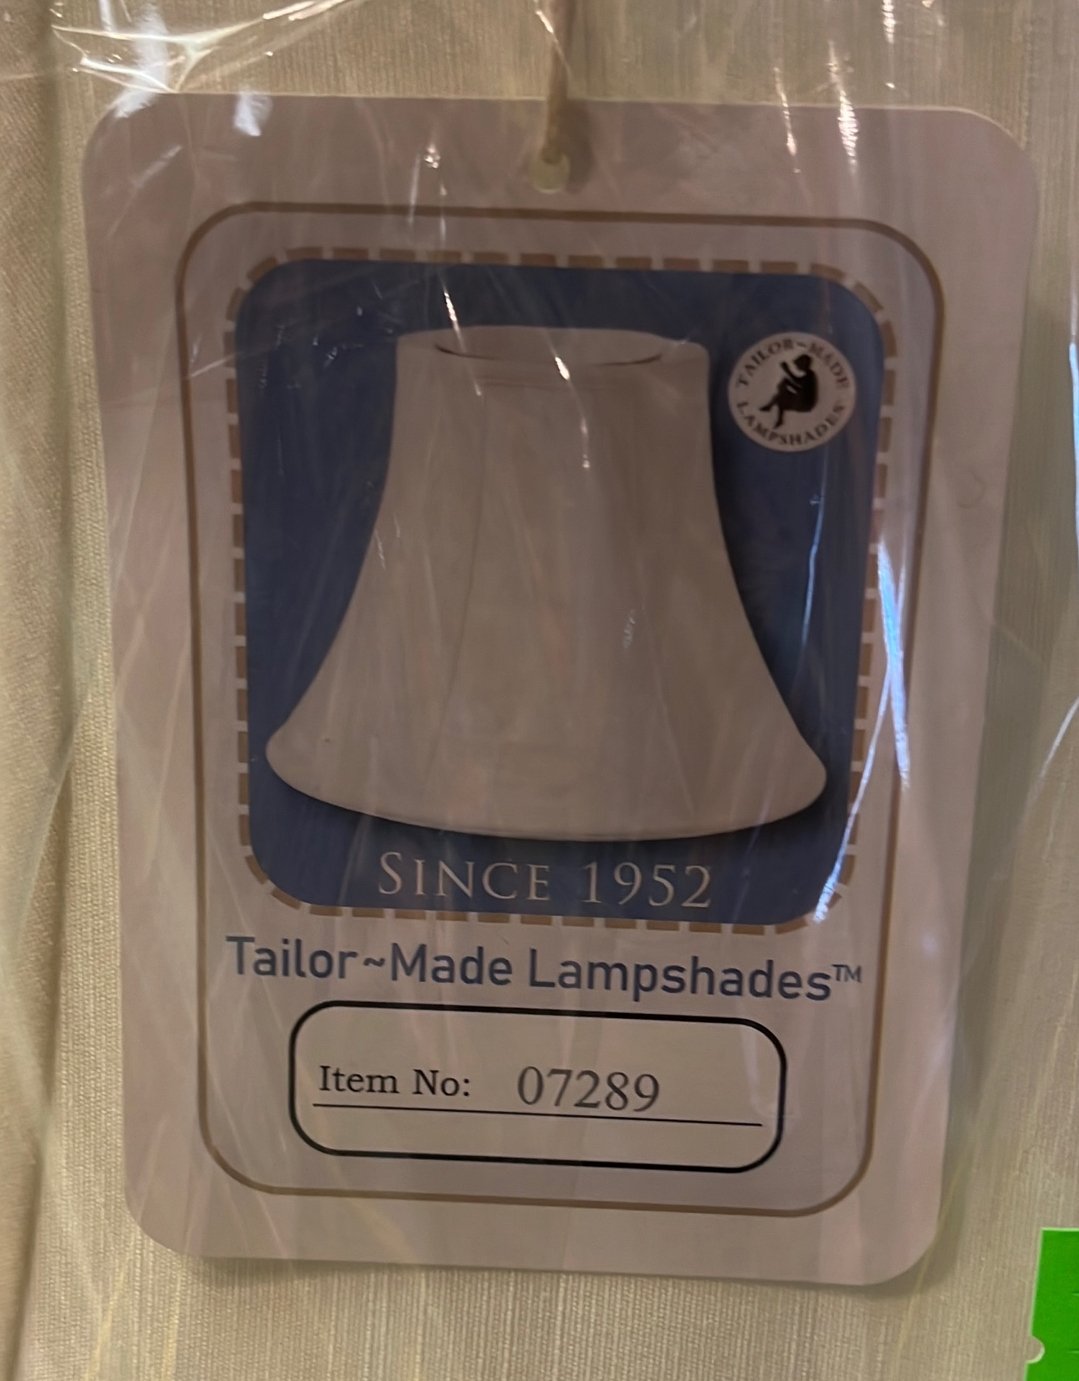 TAILOR~MADE
LAMPSHADES
SINCE 1952
Tailor~Made Lampshades™
Item No: 07289